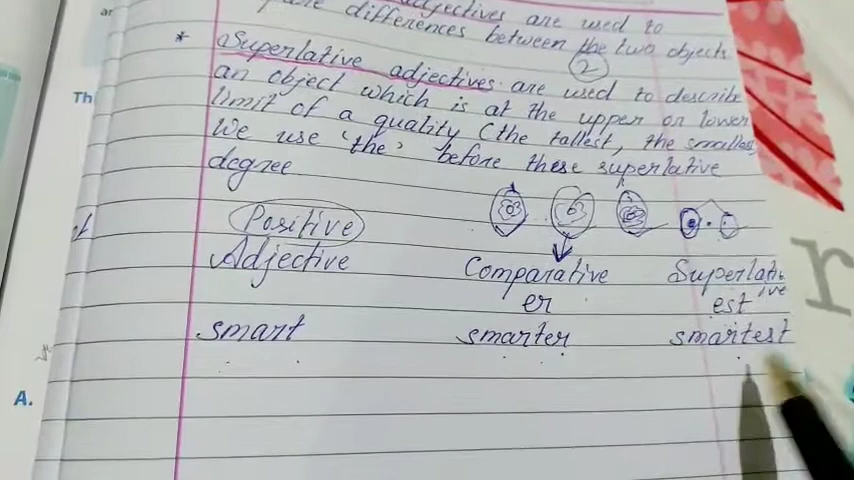 adjectives are used to
are differences between the two objects
2
* Superlative adjectives are used to describe
an object which is at the upper or lower
limit of a quality (the tallest, the smallest,
We use 'the' before these superlative
degree
Positive
Adjective Comparative Superlative
er est
smart smarter smartest
Th
A.
r